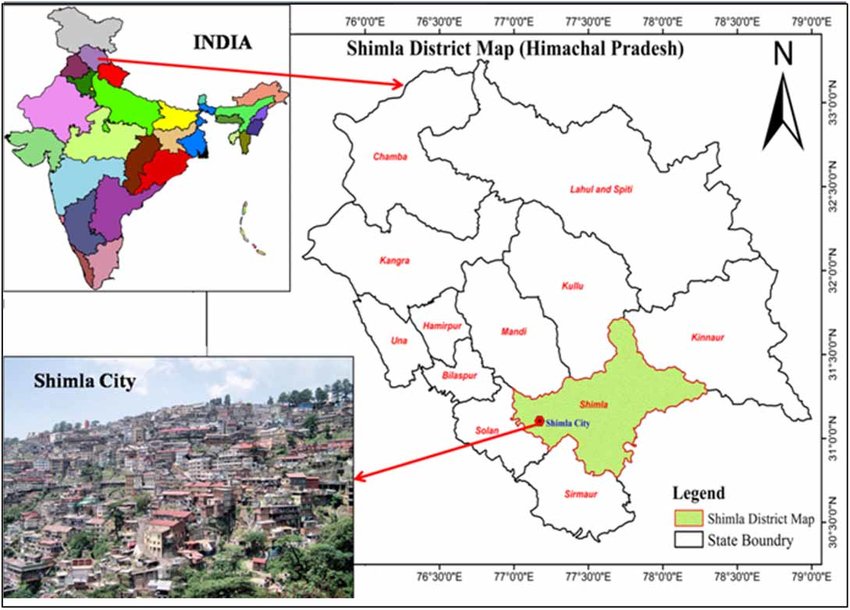 76°0'0"E 76°30'0"E 77°0'0"E 77°30'0"E 78°0'0"E 78°30'0"E 79°0'0"E
INDIA
Shimla District Map (Himachal Pradesh)
N
33°0'0"N
Chamba
Lahul and Spiti
32°30'0"N
Kangra
32°0'0"N
Kullu
Hamirpur
Mandi
Kinnaur
Una
31°30'0"N
Bilaspur
Shimla City
Shimla
Shimla City
Solan
31°0'0"N
Sirmaur
Legend
Shimla District Map
State Boundry
30°30'0"N
76°30'0"E 77°0'0"E 77°30'0"E 78°0'0"E 78°30'0"E 79°0'0"E